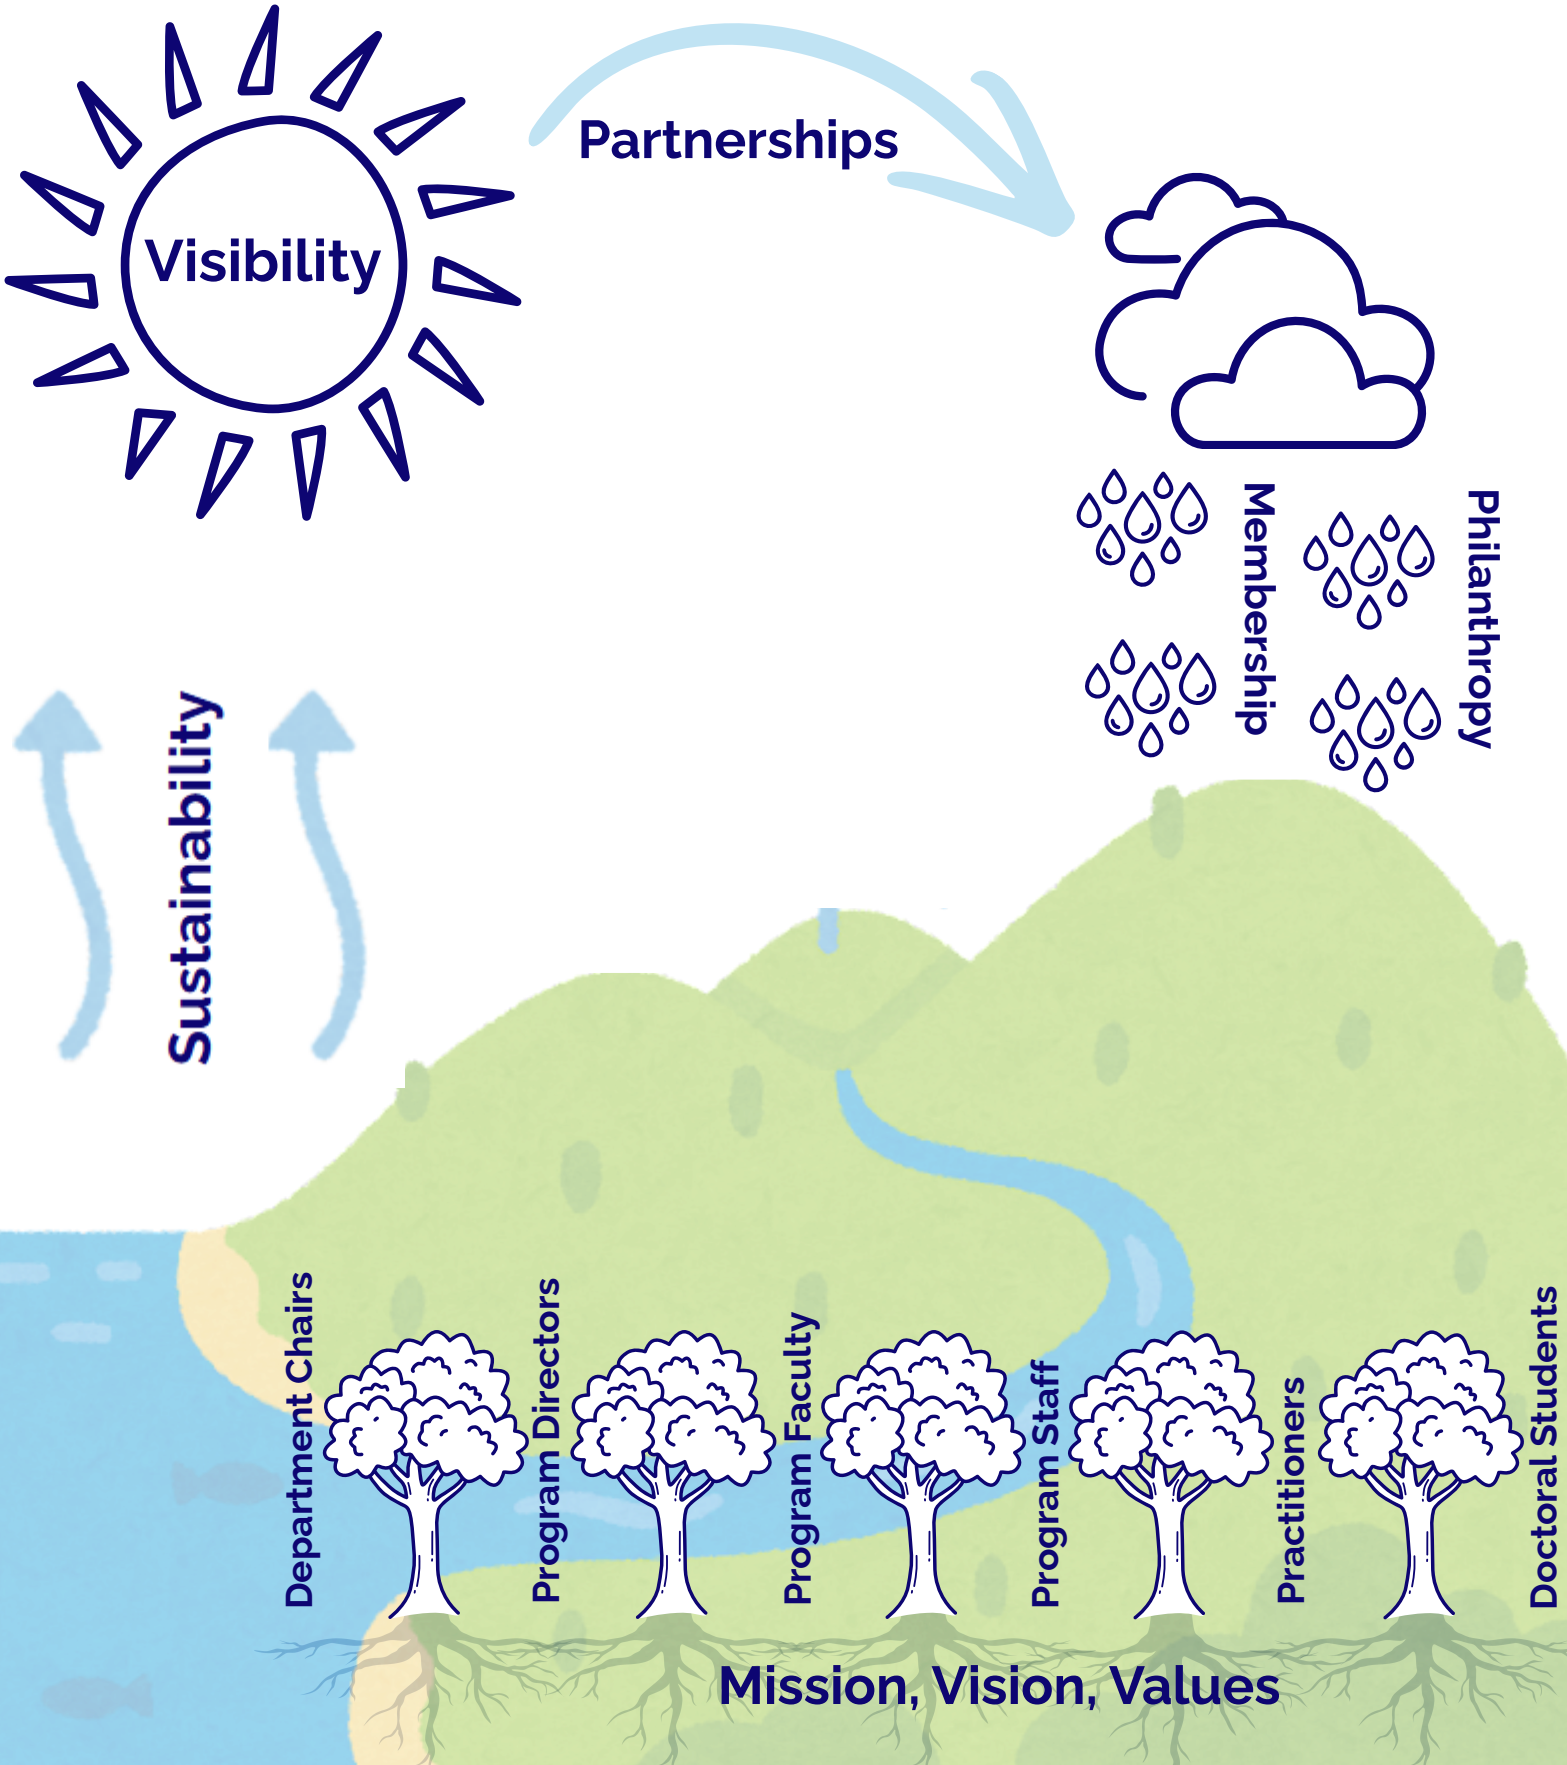 Partnerships
Visibility
Membership
Philanthropy
Sustainability
Department Chairs
Program Directors
Program Faculty
Program Staff
Practitioners
Doctoral Students
Mission, Vision, Values